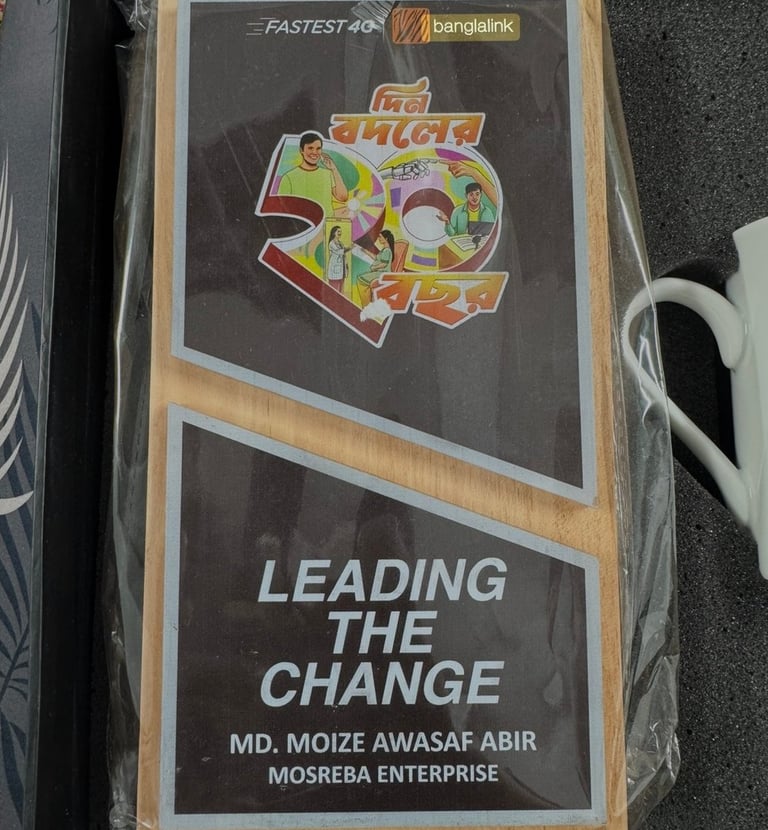 FASTEST 4G banglalink
দিন
বদলের
২০
বছর
LEADING
THE
CHANGE
MD. MOIZE AWASAF ABIR
MOSREBA ENTERPRISE